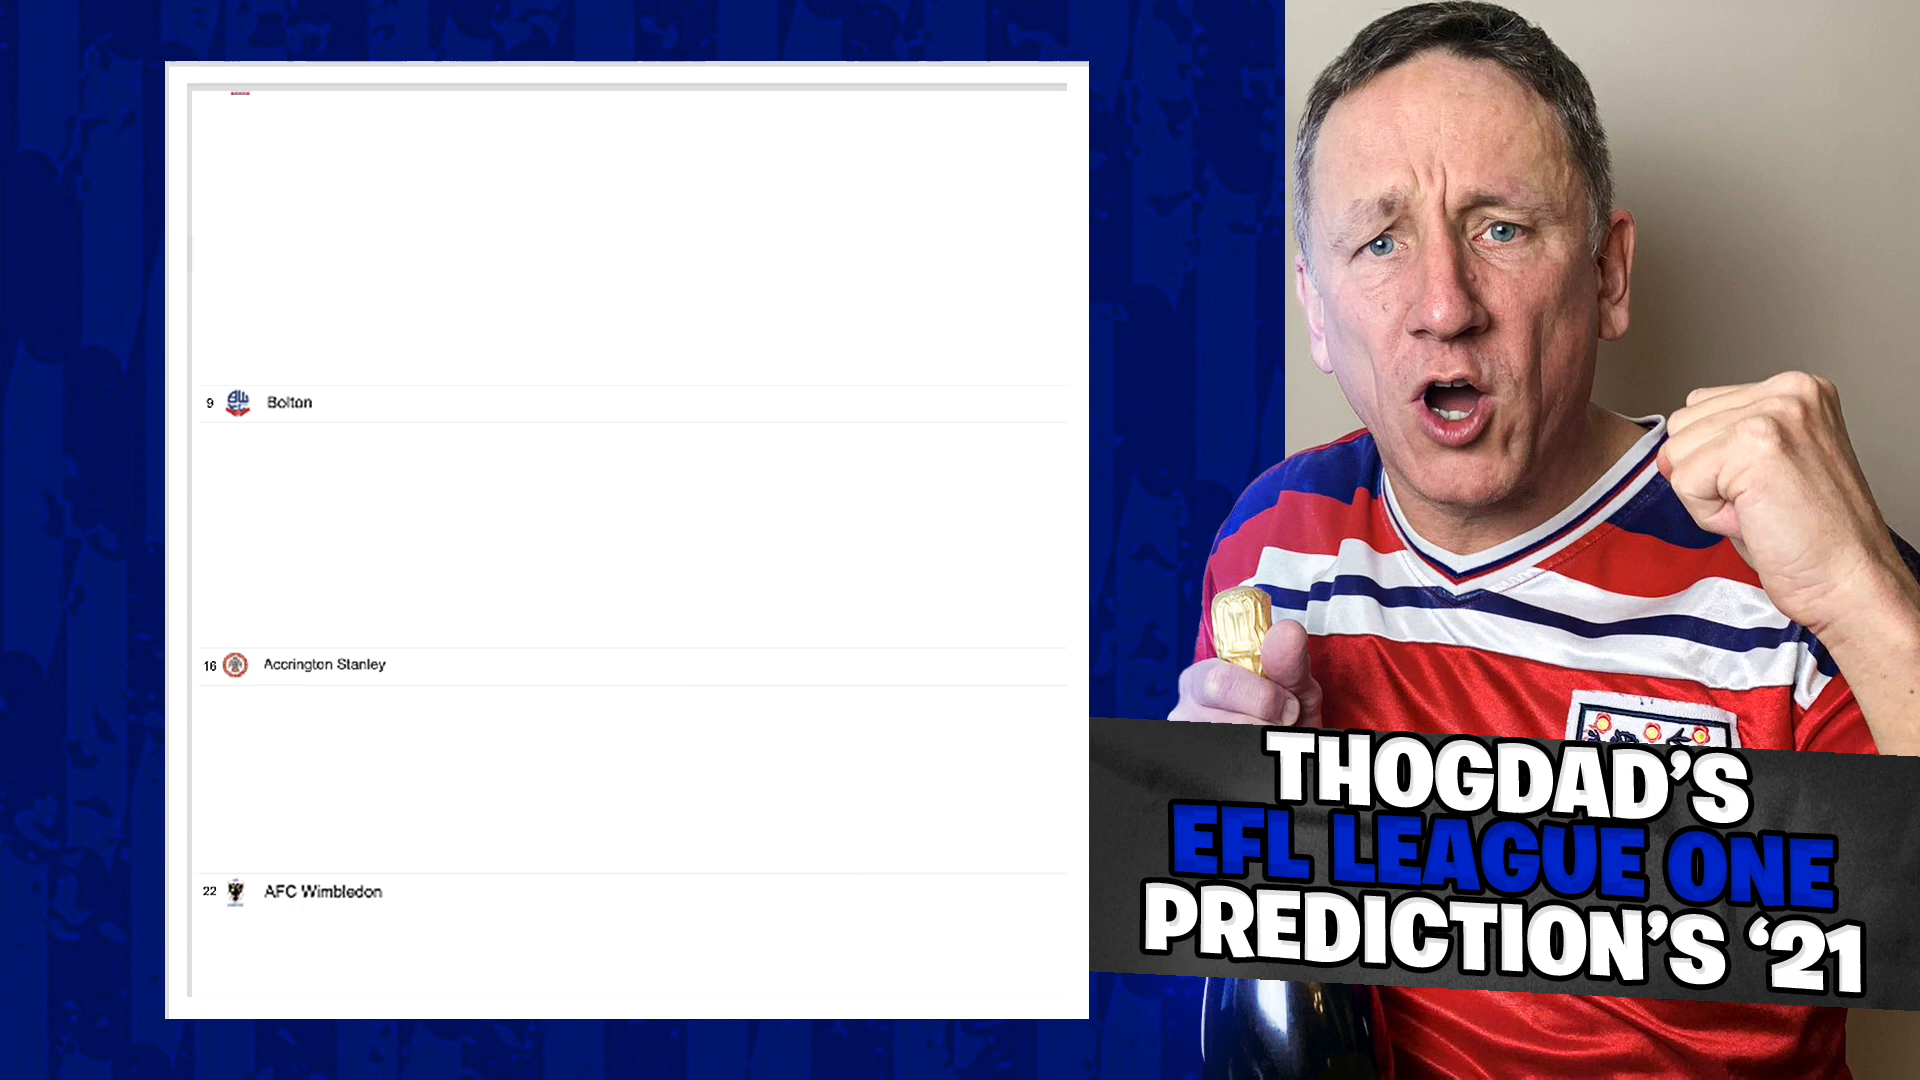 9 Bolton
16 Accrington Stanley
22 AFC Wimbledon
THOGDAD'S
EFL LEAGUE ONE
PREDICTION'S ‘21